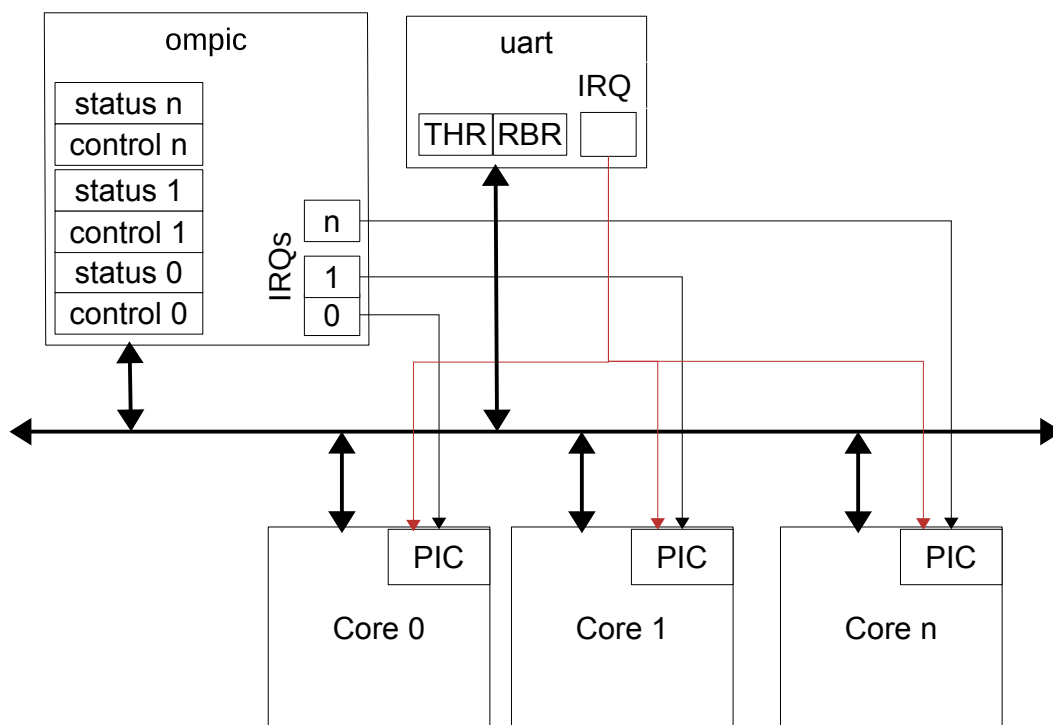 ompic
status n
control n
status 1
control 1
status 0
control 0
IRQs
n
1
0
uart
IRQ
THR RBR
PIC
Core 0
PIC
Core 1
PIC
Core n